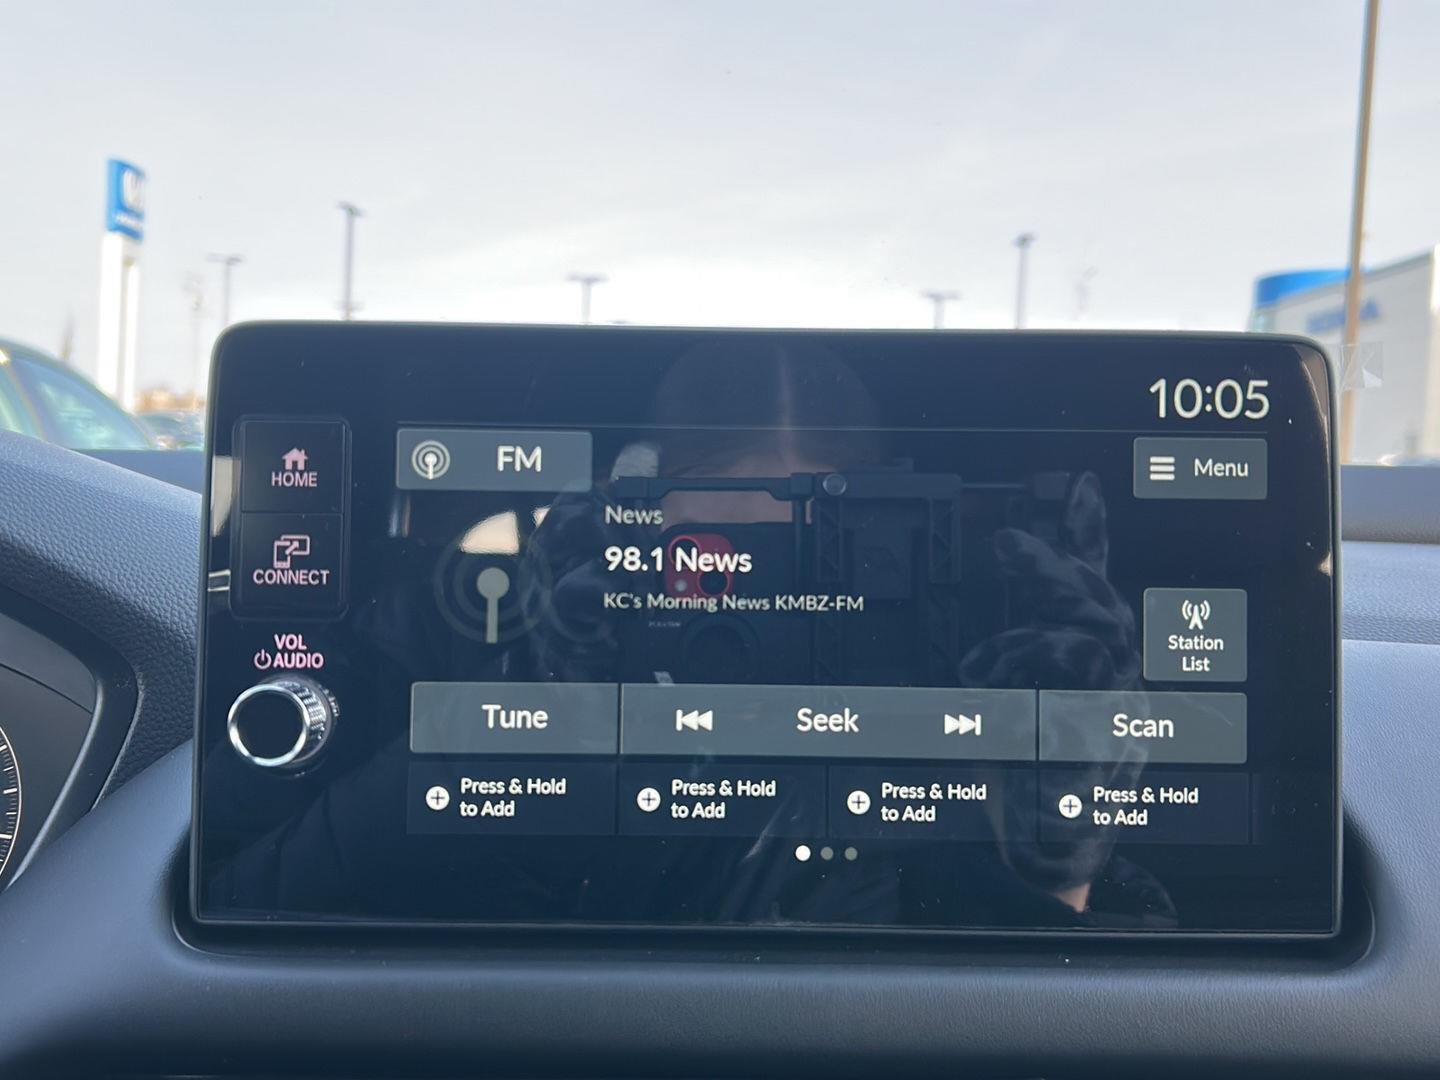 10:05
HOME
FM
Menu
News
98.1 News
KC's Morning News KMBZ-FM
CONNECT
Station
List
VOL
AUDIO
Tune
Seek
Scan
Press & Hold
to Add
Press & Hold
to Add
Press & Hold
to Add
Press & Hold
to Add